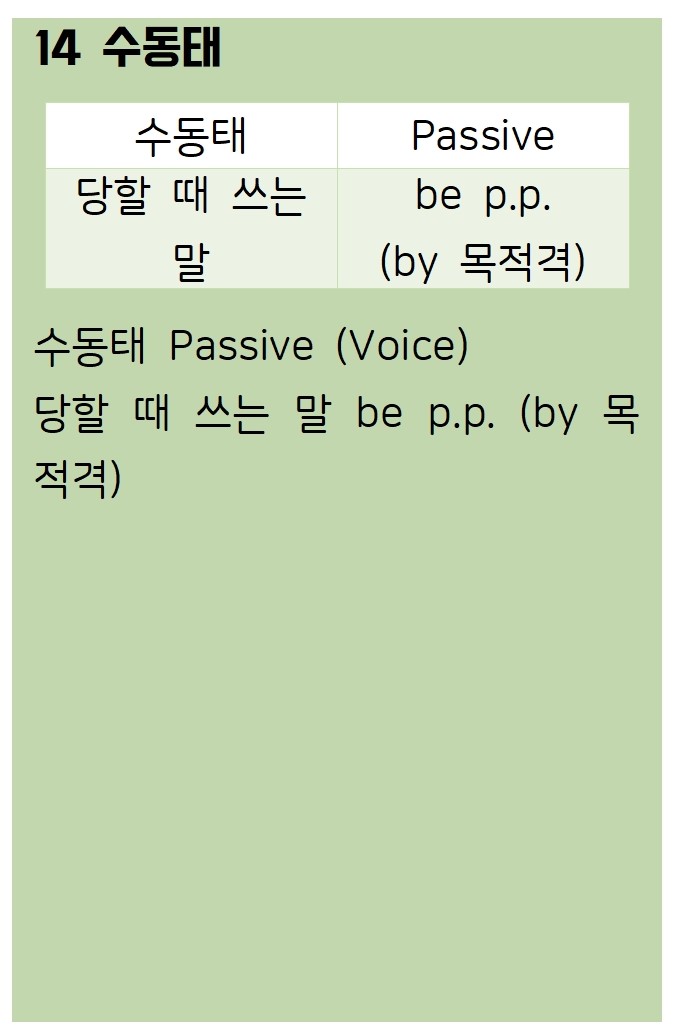 14 수동태
수동태 Passive
당할 때 쓰는 be p.p.
말 (by 목적격)
수동태 Passive (Voice)
당할 때 쓰는 말 be p.p. (by 목
적격)